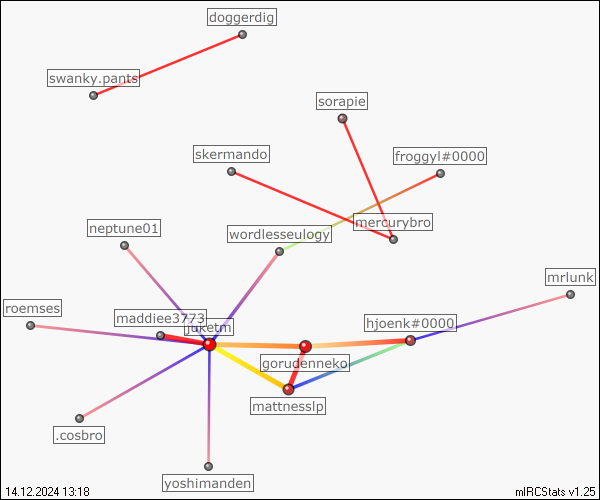 doggerdig
swanky.pants
sorapie
skermando
froggyl#0000
mercurybro
neptune01
wordlesseulogy
mrlunk
roemses
maddiee3773
juketm
hjoenk#0000
gorudenneko
mattnesslp
.cosbro
yoshimanden
14.12.2024 13:18
mIRCStats v1.25